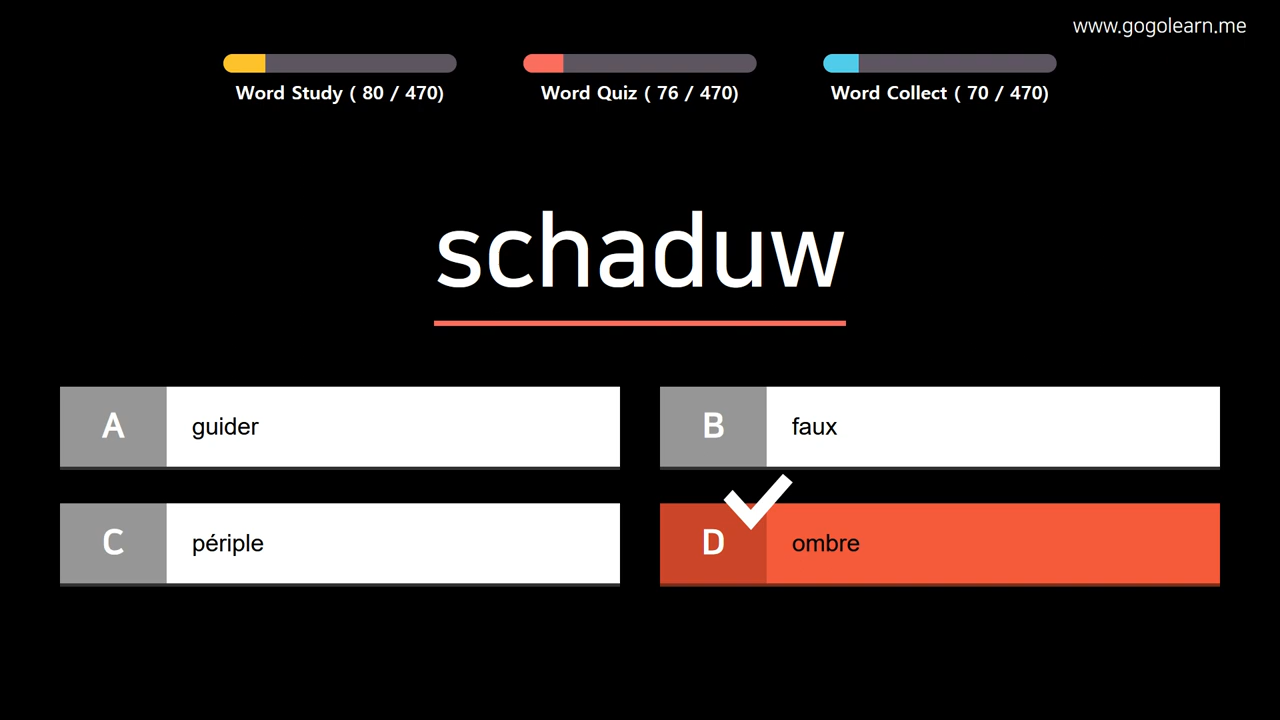 www.gogolearn.me
Word Study ( 80 / 470)
Word Quiz ( 76 / 470)
Word Collect ( 70 / 470)
schaduw
A guider
B faux
C périple
D ombre